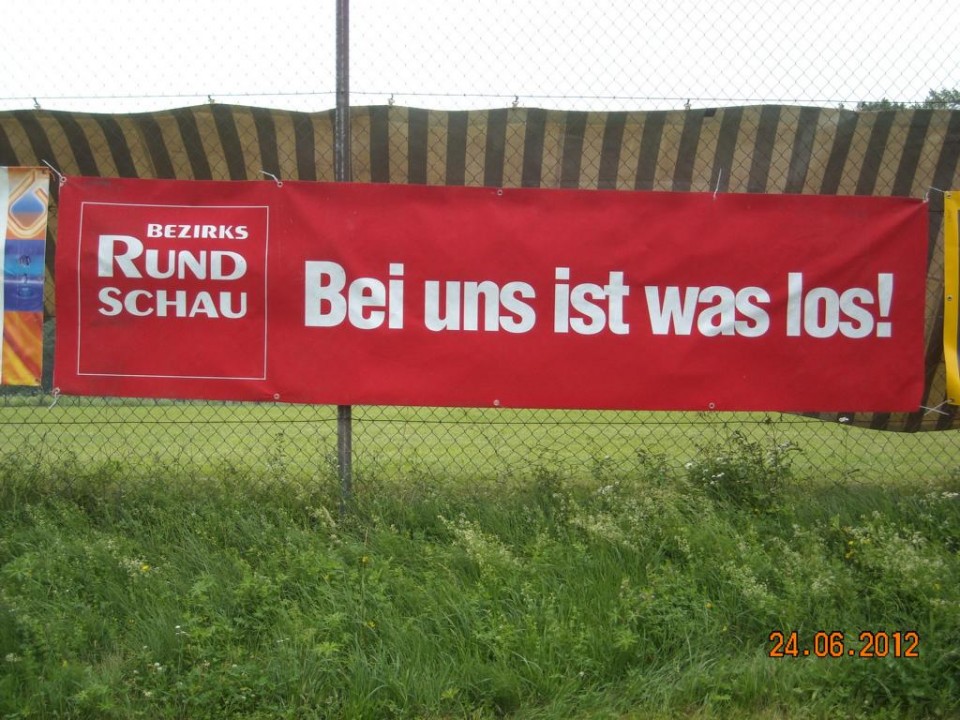 BEZIRKS
RUND
SCHAU
Bei uns ist was los!
24.06.2012